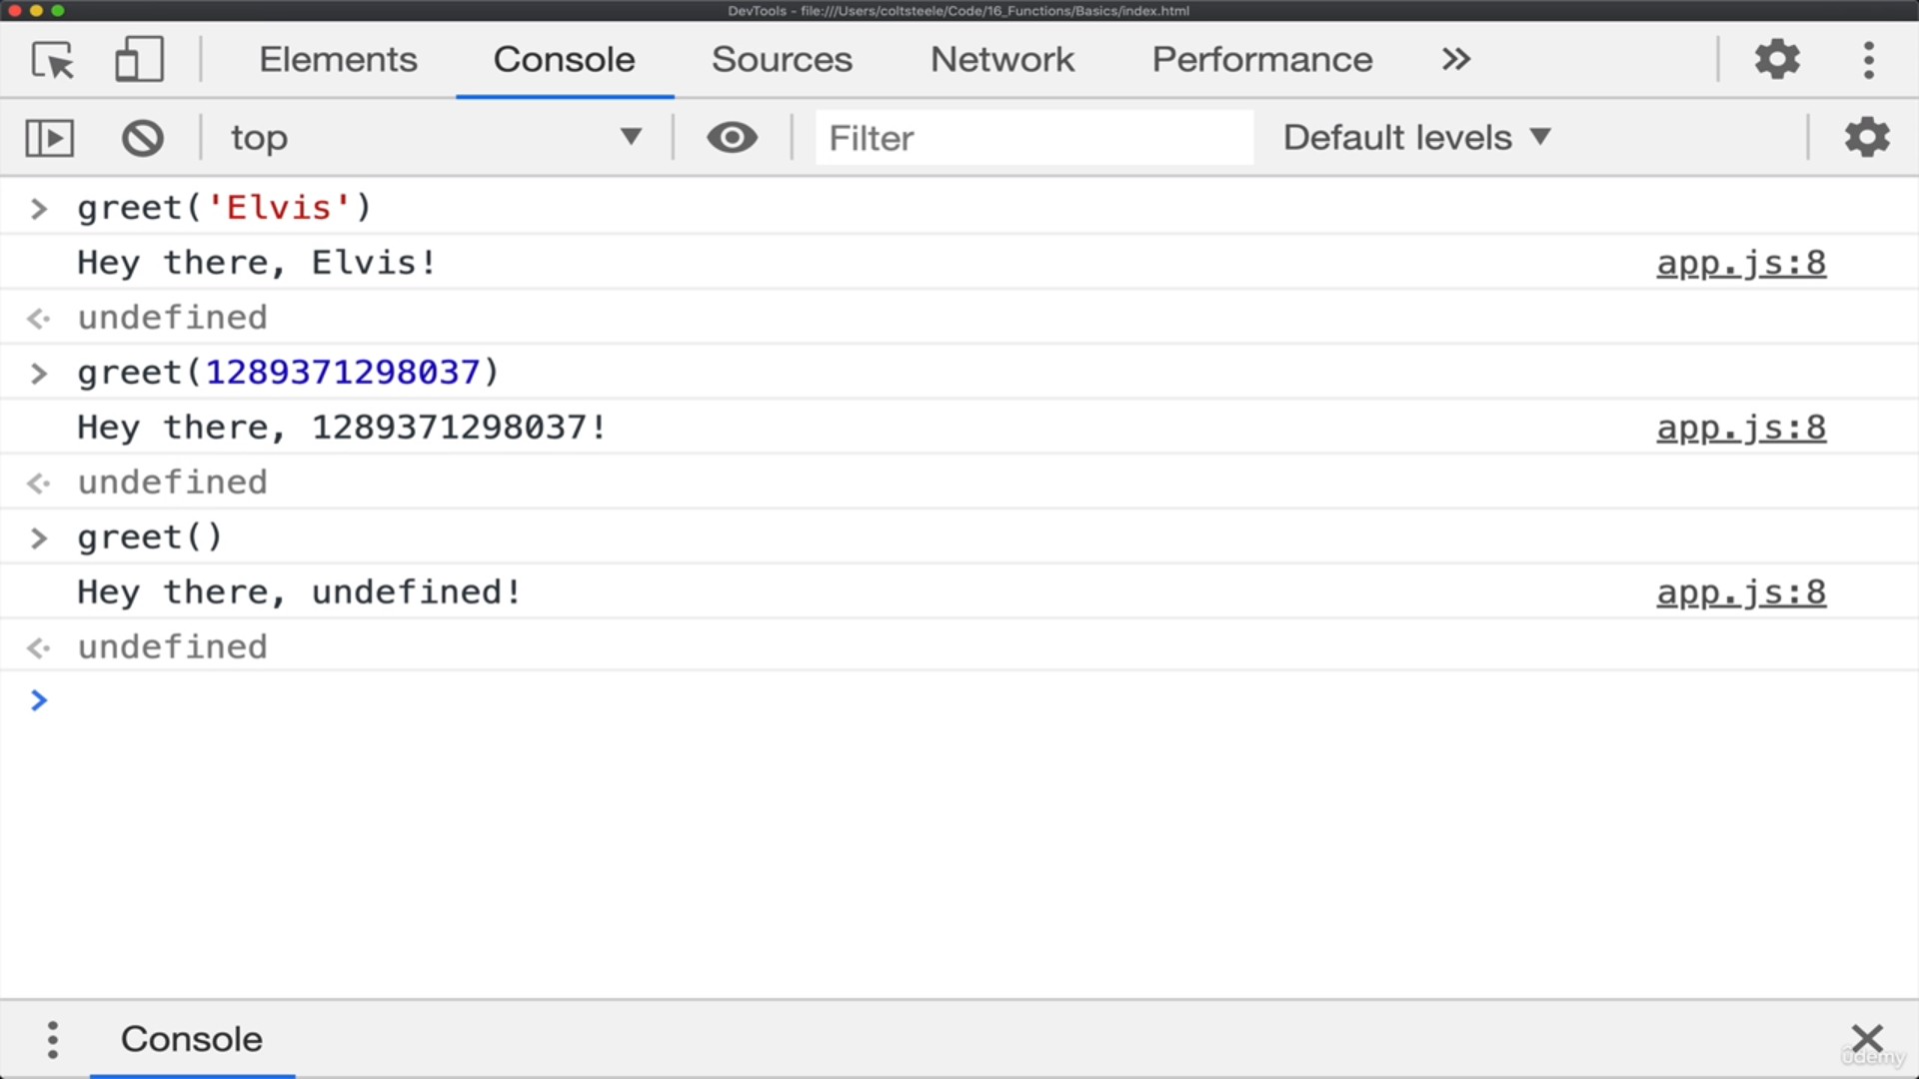 DevTools - file:///Users/coltsteele/Code/16_Functions/Basics/index.html
Elements Console Sources Network Performance »
top ▼ Filter Default levels ▼
> greet('Elvis')
Hey there, Elvis! app.js:8
<· undefined
> greet(1289371298037)
Hey there, 1289371298037! app.js:8
<· undefined
> greet()
Hey there, undefined! app.js:8
<· undefined
>
Console
ûdemy